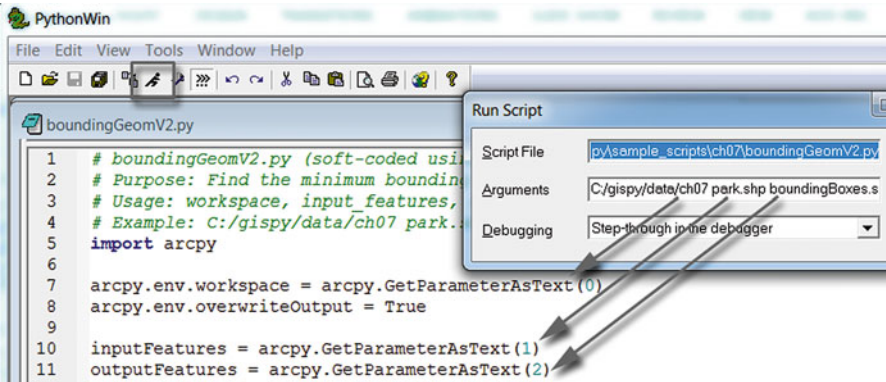 PythonWin
File Edit View Tools Window Help
boundingGeomV2.py
1 # boundingGeomV2.py (soft-coded usi
2 # Purpose: Find the minimum bounding
3 # Usage: workspace, input_features,
4 # Example: C:/gispy/data/ch07 park.s
5 import arcpy
6
7 arcpy.env.workspace = arcpy.GetParameterAsText(0)
8 arcpy.env.overwriteOutput = True
9
10 inputFeatures = arcpy.GetParameterAsText(1)
11 outputFeatures = arcpy.GetParameterAsText(2)
Run Script
Script File py\sample_scripts\ch07\boundingGeomV2.py
Arguments C:/gispy/data/ch07 park.shp boundingBoxes.s
Debugging Step-through in the debugger